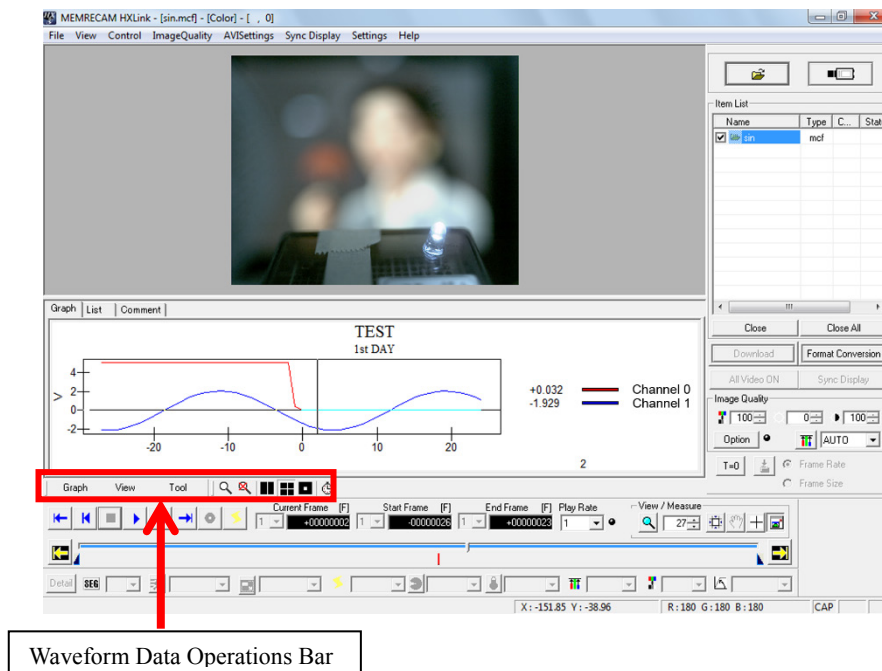 MEMRECAM HXLink - [sin.mcf] - [Color] - [ , 0]
File View Control ImageQuality AVISettings Sync Display Settings Help
Item List
Name Type C... Stat
sin mcf
Close Close All
Download Format Conversion
All Video ON Sync Display
Image Quality
100 0 100
Option AUTO
T=0 Frame Rate
Frame Size
Graph List Comment
TEST
1st DAY
V
4
2
0
-2
-20 -10 0 10 20
+0.032 Channel 0
-1.929 Channel 1
2
Graph View Tool
Current Frame [F] Start Frame [F] End Frame [F] Play Rate View / Measure
1 +00000002 1 -00000026 1 +00000023 1 27
Detail SEG
X : -151.85 Y : -38.96 R : 180 G : 180 B : 180 CAP
Waveform Data Operations Bar